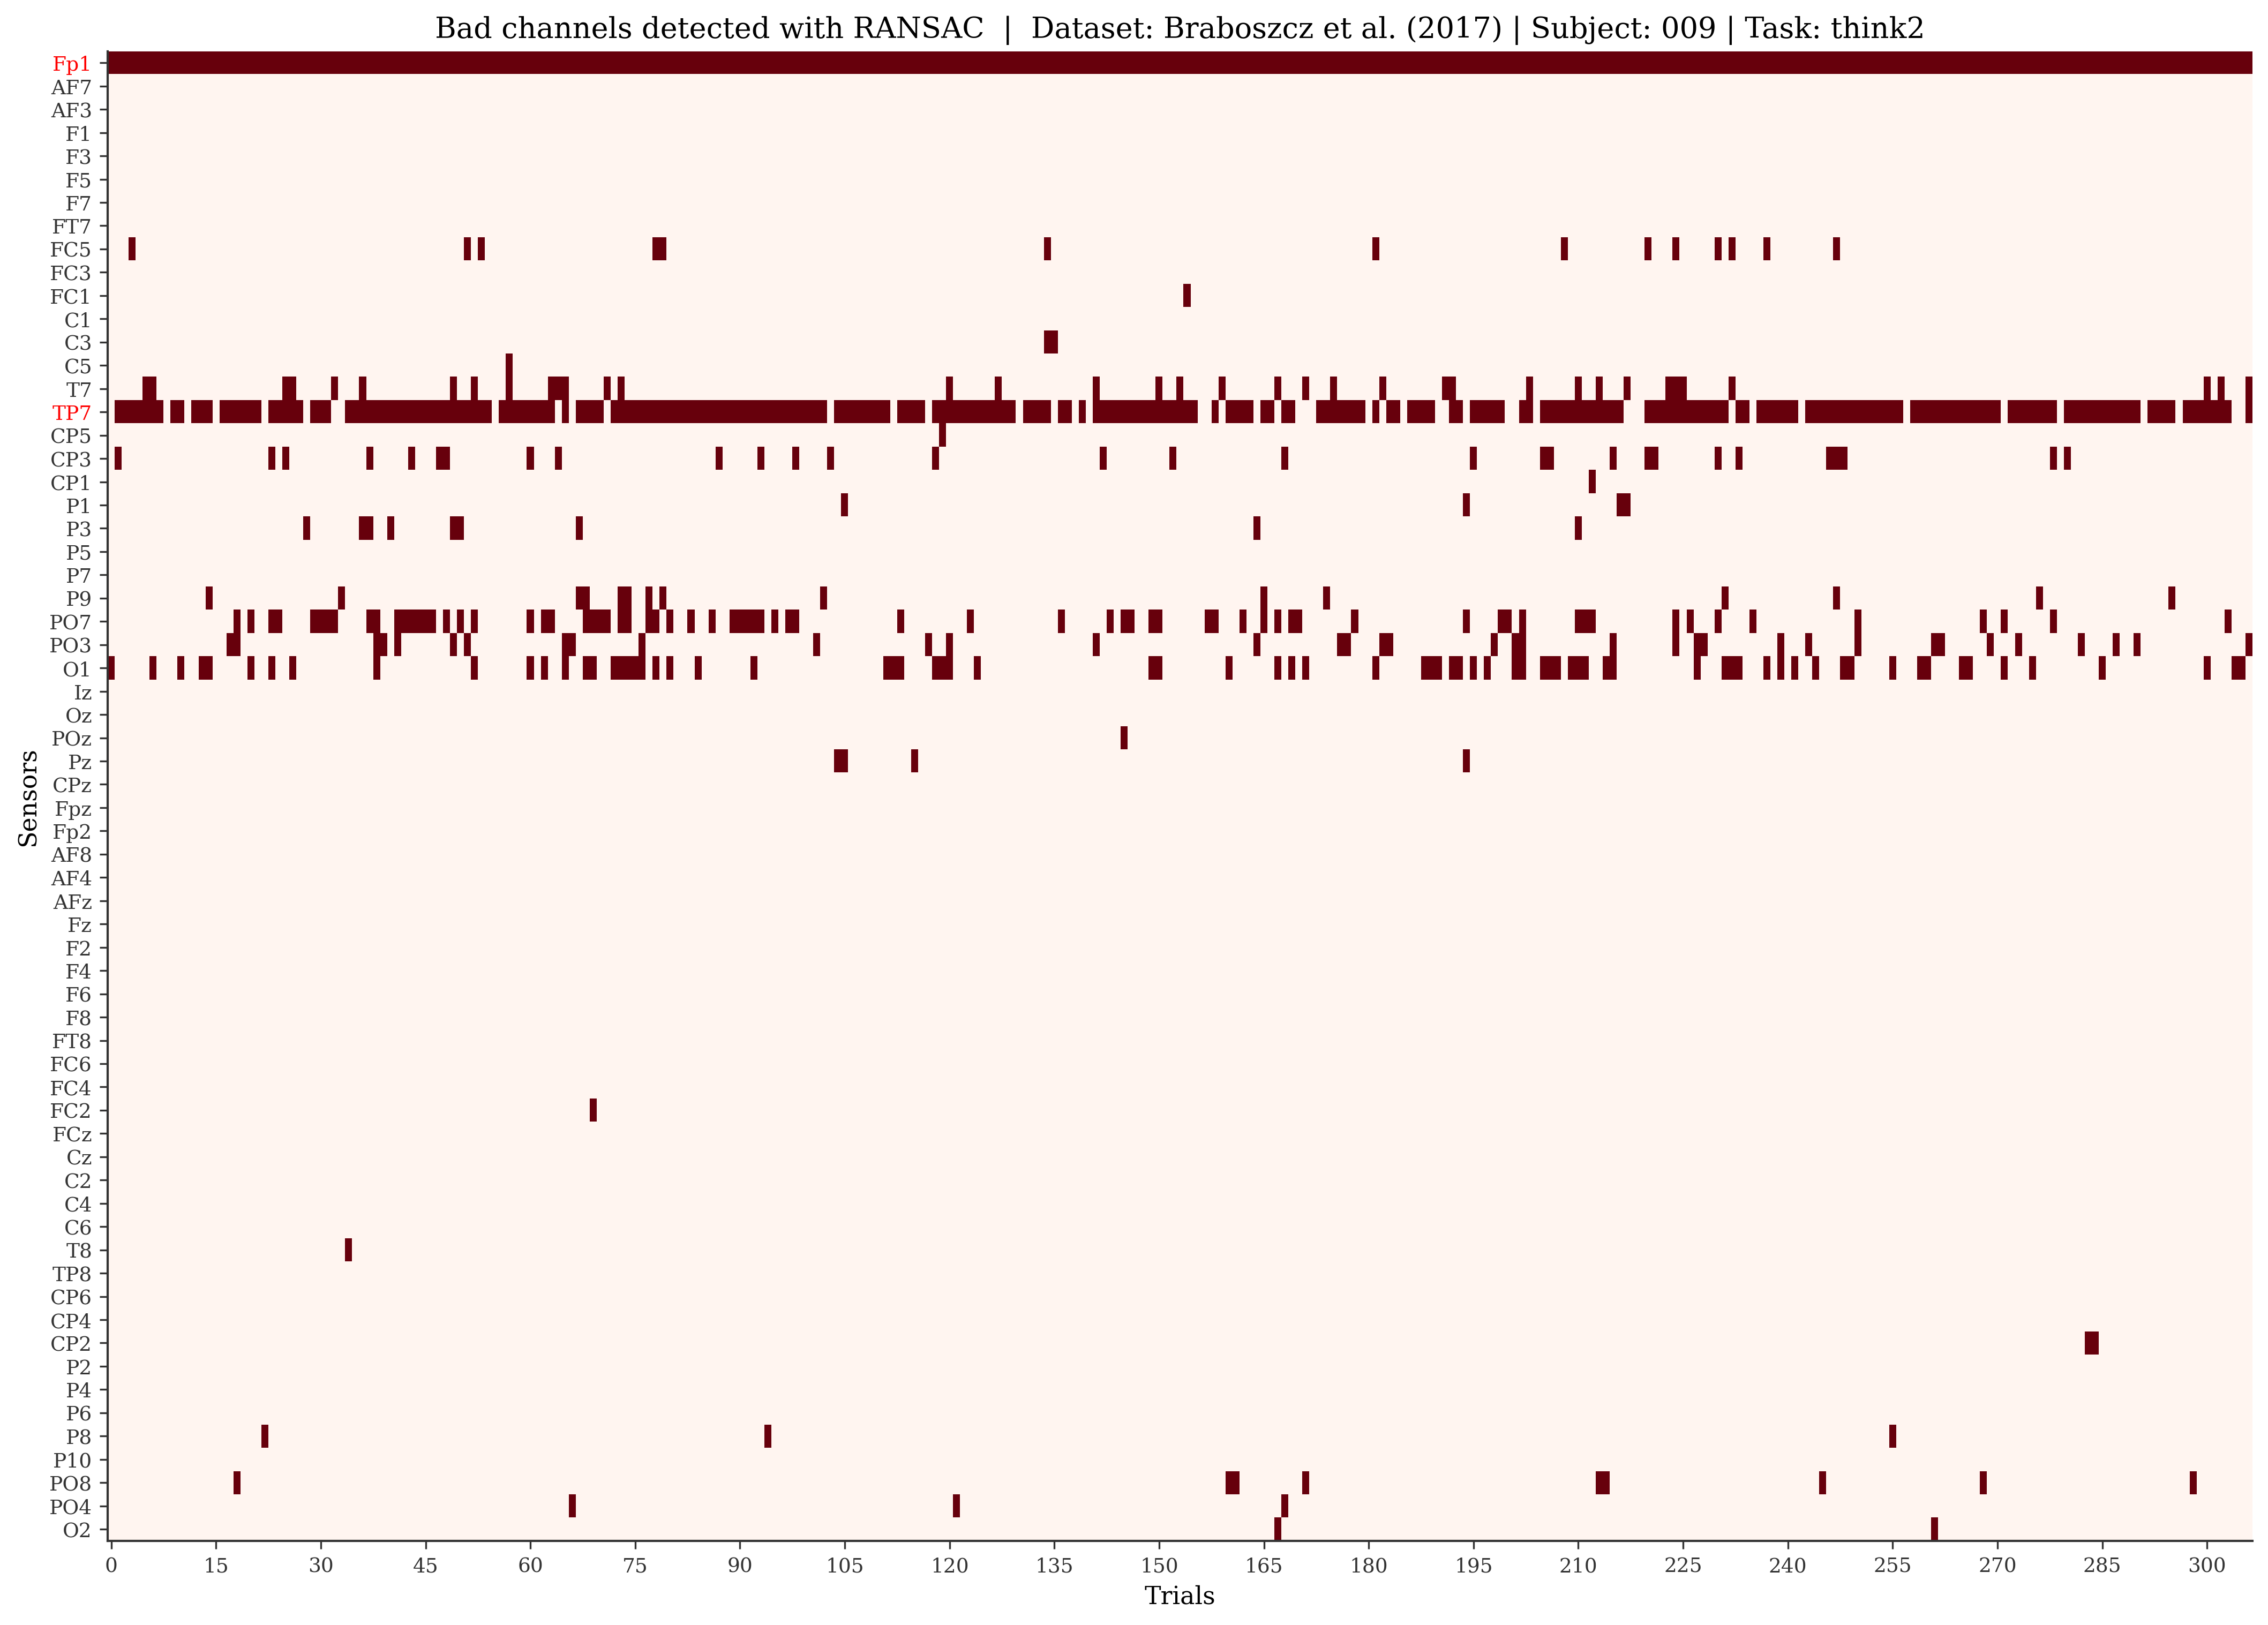 Bad channels detected with RANSAC | Dataset: Braboszcz et al. (2017) | Subject: 009 | Task: think2
Sensors
Fp1
AF7
AF3
F1
F3
F5
F7
FT7
FC5
FC3
FC1
C1
C3
C5
T7
TP7
CP5
CP3
CP1
P1
P3
P5
P7
P9
PO7
PO3
O1
Iz
Oz
POz
Pz
CPz
Fpz
Fp2
AF8
AF4
AFz
Fz
F2
F4
F6
F8
FT8
FC6
FC4
FC2
FCz
Cz
C2
C4
C6
T8
TP8
CP6
CP4
CP2
P2
P4
P6
P8
P10
PO8
PO4
O2
0 15 30 45 60 75 90 105 120 135 150 165 180 195 210 225 240 255 270 285 300
Trials